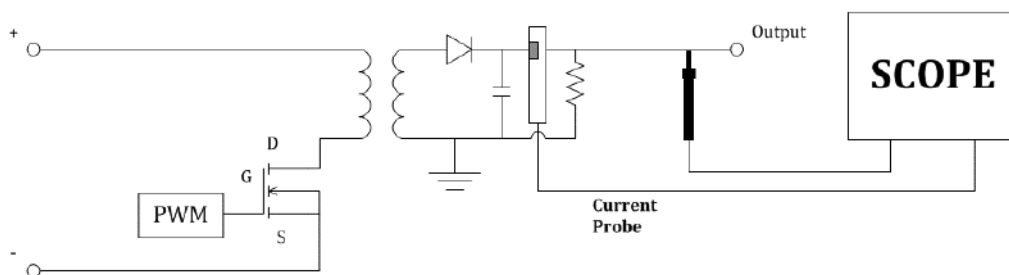 +
Output
SCOPE
D
G
PWM
S
Current
Probe
-